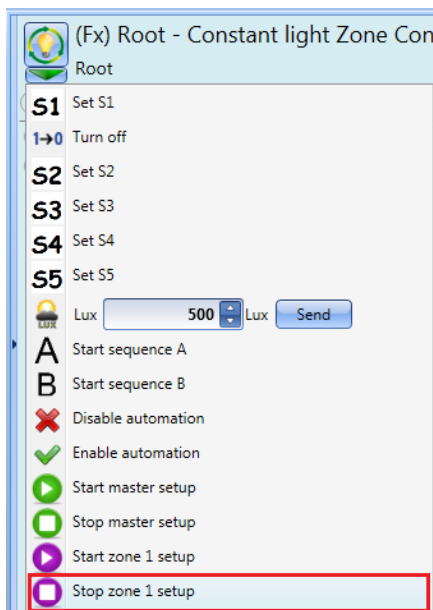 (Fx) Root - Constant light Zone Con
Root
S1 Set S1
1→0 Turn off
S2 Set S2
S3 Set S3
S4 Set S4
S5 Set S5
LUX Lux 500 Lux Send
A Start sequence A
B Start sequence B
Disable automation
Enable automation
Start master setup
Stop master setup
Start zone 1 setup
Stop zone 1 setup